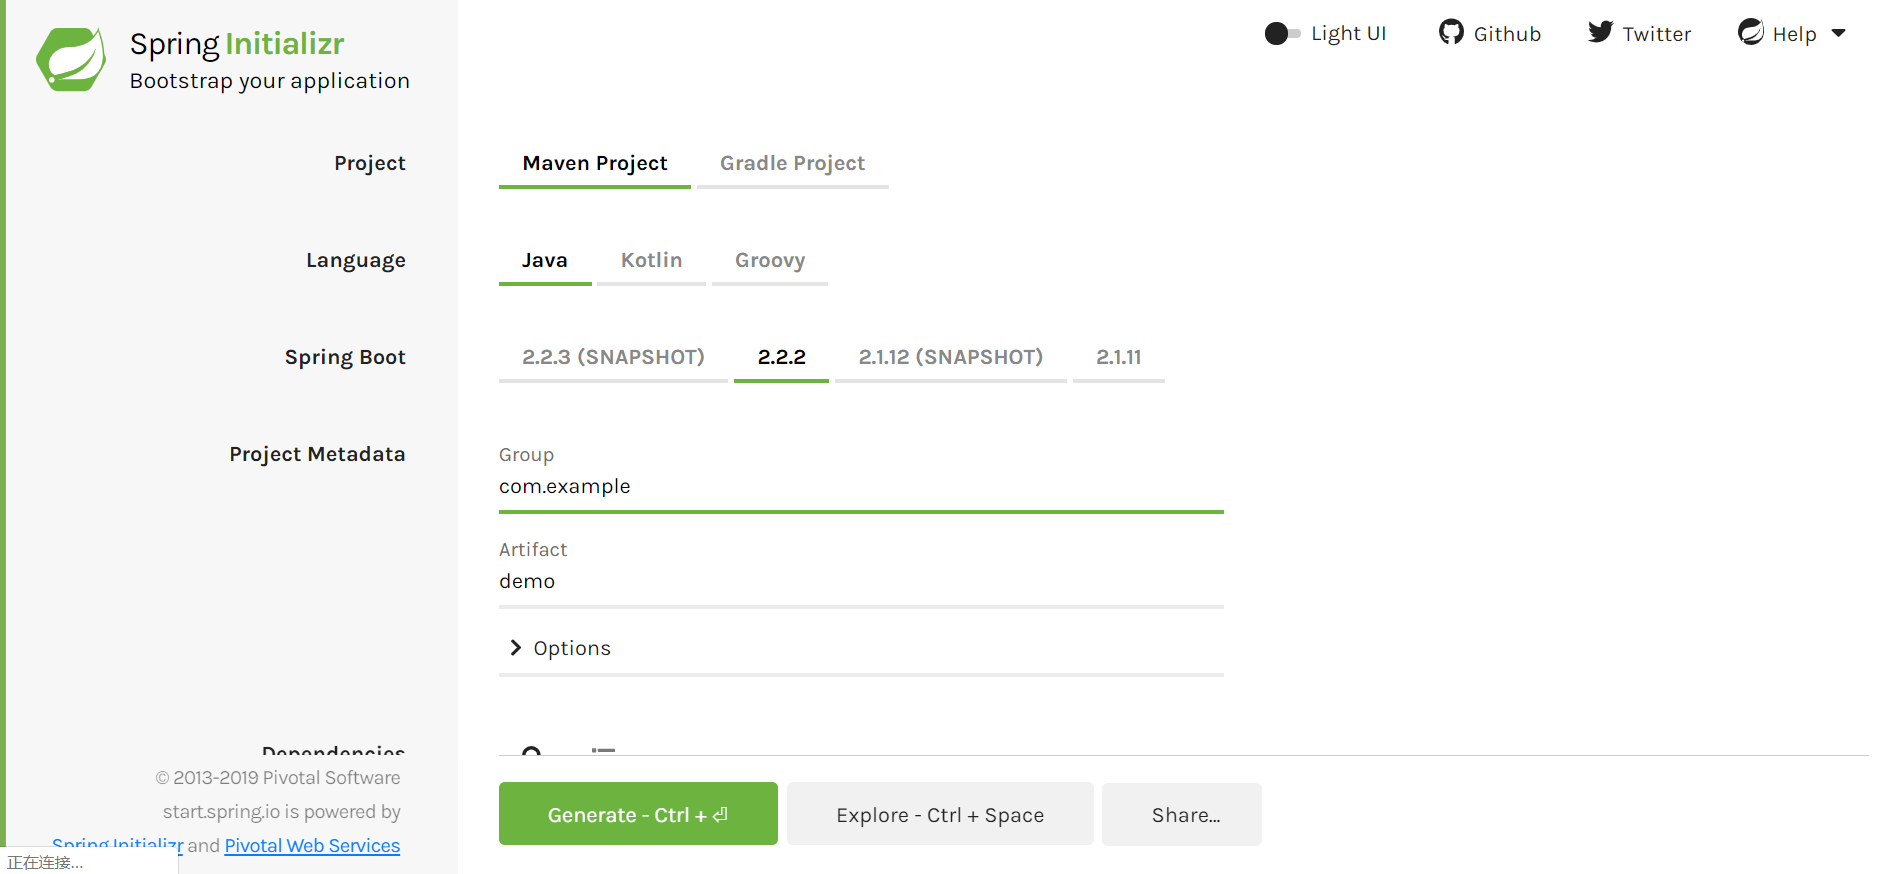 Spring Initializr
Bootstrap your application
Light UI
Github
Twitter
Help
Project
Maven Project
Gradle Project
Language
Java
Kotlin
Groovy
Spring Boot
2.2.3 (SNAPSHOT)
2.2.2
2.1.12 (SNAPSHOT)
2.1.11
Project Metadata
Group
com.example
Artifact
demo
Options
Dependencies
© 2013-2019 Pivotal Software
start.spring.io is powered by
Spring Initializr and Pivotal Web Services
Generate - Ctrl + ⏎
Explore - Ctrl + Space
Share...
正在连接...